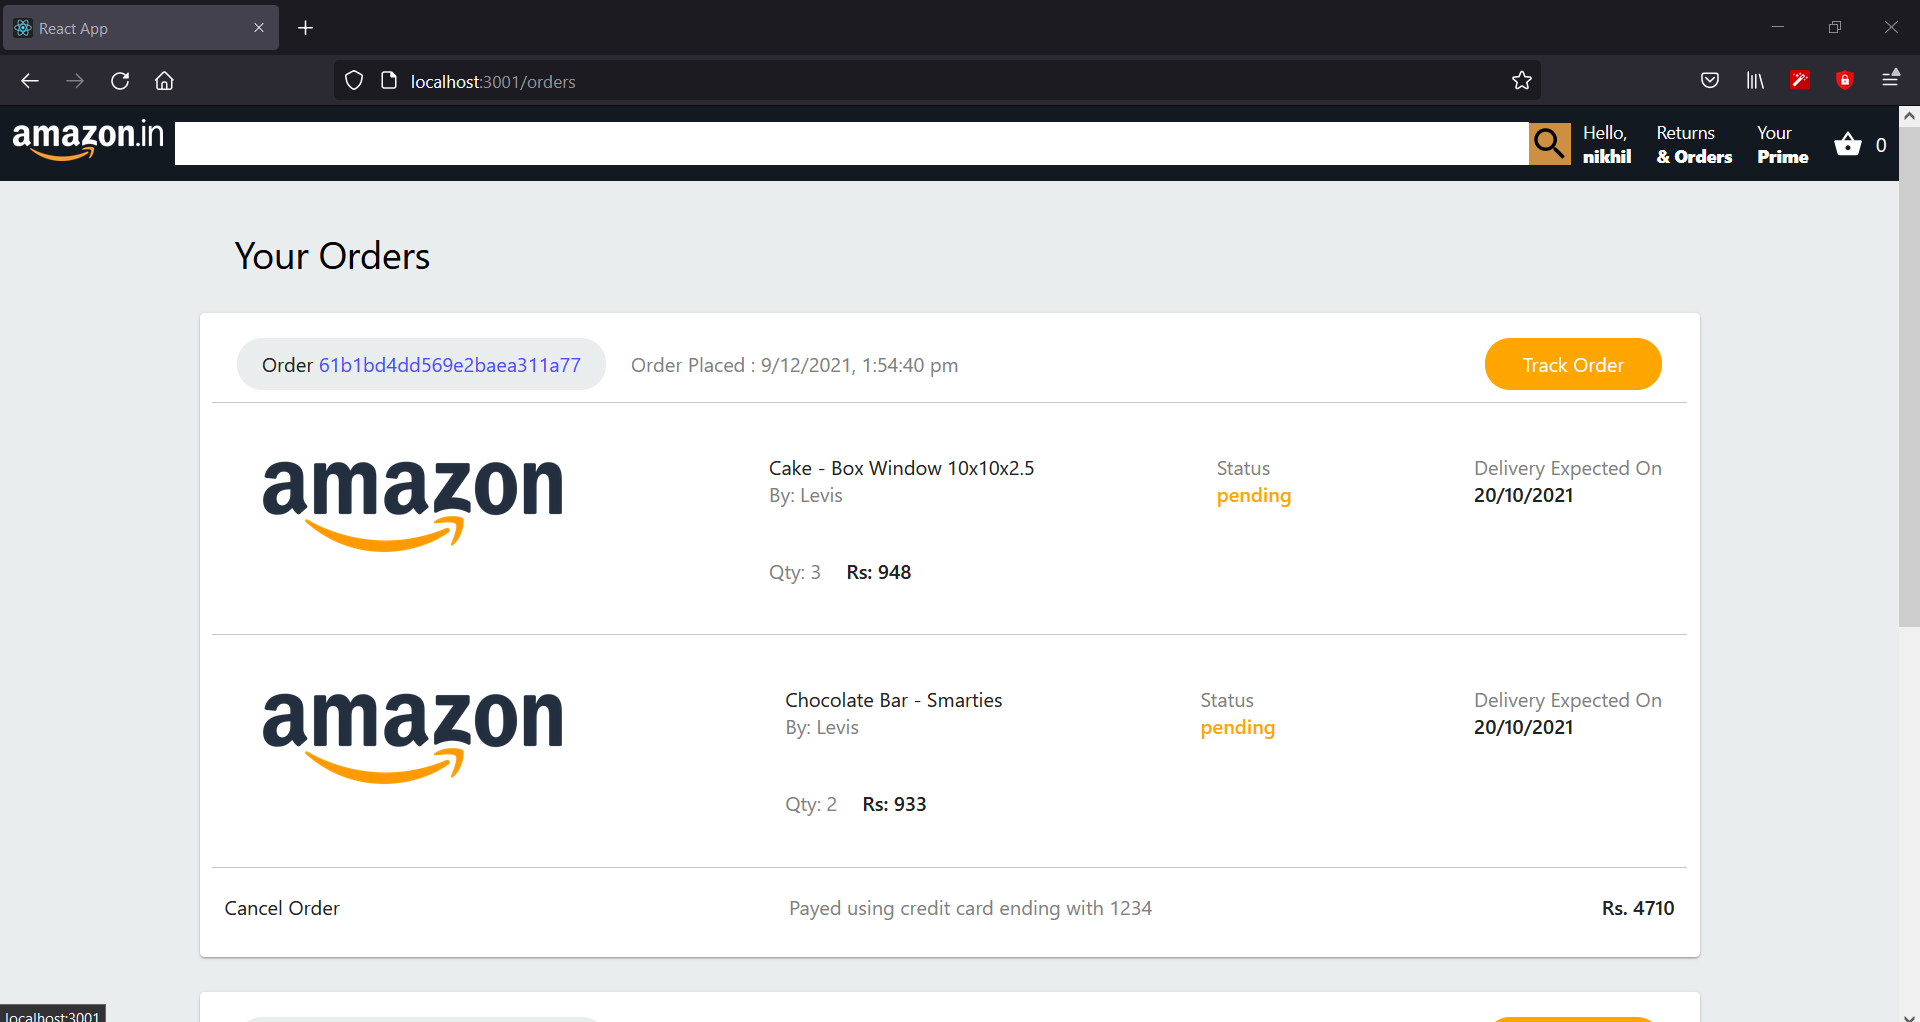 React App
localhost:3001/orders
amazon.in
Hello,
nikhil
Returns
& Orders
Your
Prime
0
Your Orders
Order 61b1bd4dd569e2baea311a77
Order Placed : 9/12/2021, 1:54:40 pm
Track Order
amazon
Cake - Box Window 10x10x2.5
By: Levis
Qty: 3 Rs: 948
Status
pending
Delivery Expected On
20/10/2021
amazon
Chocolate Bar - Smarties
By: Levis
Qty: 2 Rs: 933
Status
pending
Delivery Expected On
20/10/2021
Cancel Order
Payed using credit card ending with 1234
Rs. 4710
localhost:3001